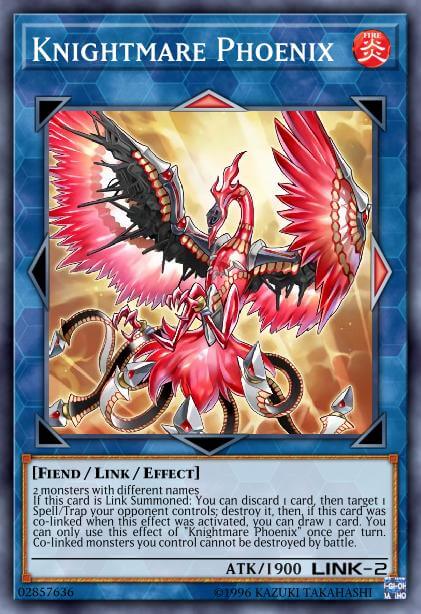 KNIGHTMARE PHOENIX
FIRE
炎
[FIEND / LINK / EFFECT]
2 monsters with different names
If this card is Link Summoned: You can discard 1 card, then target 1
Spell/Trap your opponent controls; destroy it, then, if this card was
co-linked when this effect was activated, you can draw 1 card. You
can only use this effect of "Knightmare Phoenix" once per turn.
Co-linked monsters you control cannot be destroyed by battle.
ATK/1900 LINK-2
02857636
©1996 KAZUKI TAKAHASHI